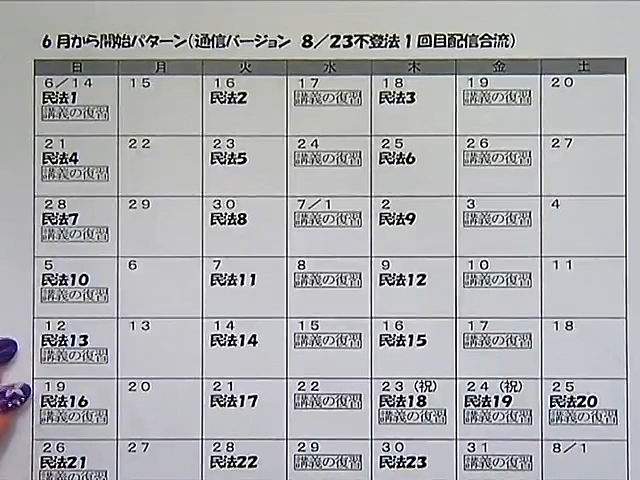 6月から開始パターン（通信バージョン 8／23不登法1回目配信合流）
日 月 火 水 木 金 土
6／14 15 16 17 18 19 20
民法1 民法2 講義の復習 民法3 講義の復習
講義の復習
21 22 23 24 25 26 27
民法4 民法5 講義の復習 民法6 講義の復習
講義の復習
28 29 30 7／1 2 3 4
民法7 民法8 講義の復習 民法9 講義の復習
講義の復習
5 6 7 8 9 10 11
民法10 民法11 講義の復習 民法12 講義の復習
講義の復習
12 13 14 15 16 17 18
民法13 民法14 講義の復習 民法15 講義の復習
講義の復習
19 20 21 22 23（祝） 24（祝） 25
民法16 民法17 講義の復習 民法18 民法19 民法20
講義の復習 講義の復習 講義の復習 講義の復習
26 27 28 29 30 31 8／1
民法21 民法22 講義の復習 民法23 講義の復習
講義の復習